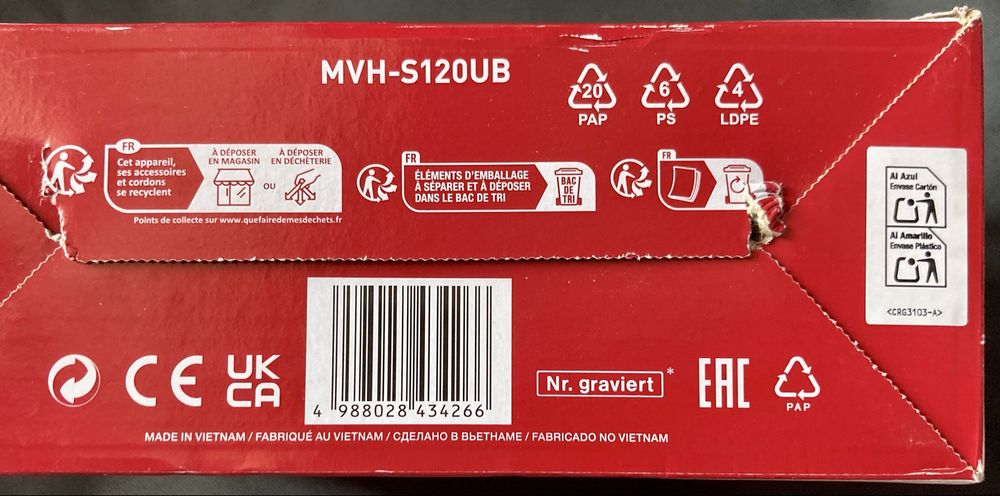 MVH-S120UB
20
PAP
6
PS
4
LDPE
FR
Cet appareil,
ses accessoires
et cordons
se recyclent
À DÉPOSER
EN MAGASIN
OU
À DÉPOSER
EN DÉCHÈTERIE
Points de collecte sur www.quefairedemesdechets.fr
FR
ÉLÉMENTS D'EMBALLAGE
À SÉPARER ET À DÉPOSER
DANS LE BAC DE TRI
BAC
DE
TRI
FR
Al Azul
Envase Cartón
Al Amarillo
Envase Plástico
<CRG3103-A>
CE
UK
CA
4 988028 434266
Nr. graviert *
EAC
PAP
MADE IN VIETNAM / FABRIQUÉ AU VIETNAM / СДЕЛАНО В ВЬЕТНАМЕ / FABRICADO NO VIETNAM